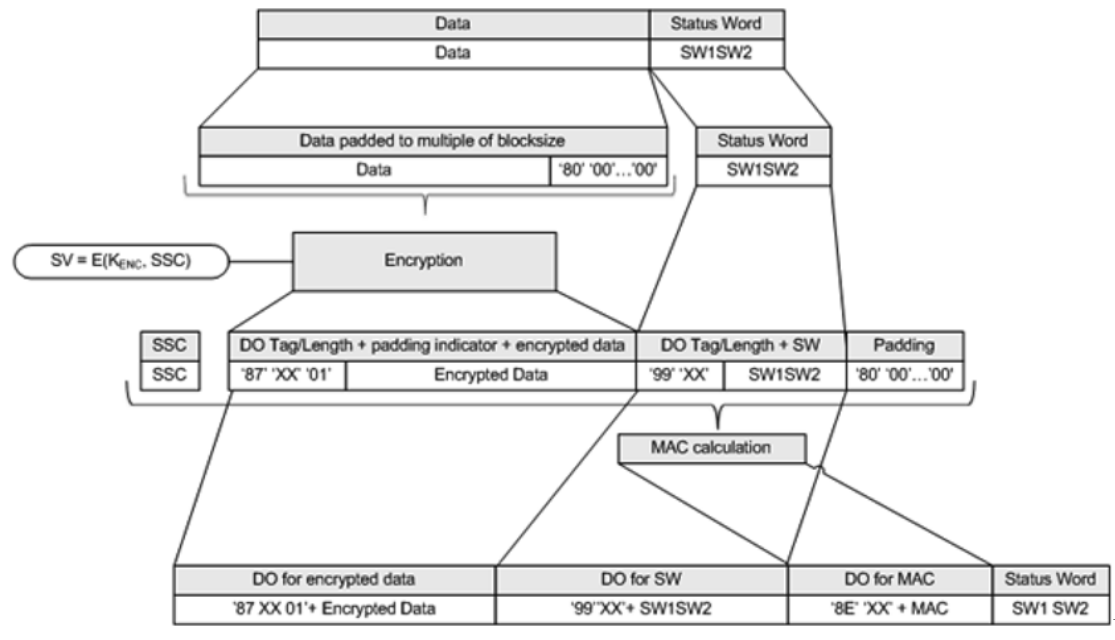 Data Status Word
Data SW1SW2
Data padded to multiple of blocksize Status Word
Data '80' '00'...'00' SW1SW2
SV = E(K_ENC, SSC) Encryption
SSC DO Tag/Length + padding indicator + encrypted data DO Tag/Length + SW Padding
SSC '87' 'XX' '01' Encrypted Data '99' 'XX' SW1SW2 '80' '00'...'00'
MAC calculation
DO for encrypted data DO for SW DO for MAC Status Word
'87 XX 01'+ Encrypted Data '99''XX'+ SW1SW2 '8E' 'XX' + MAC SW1 SW2